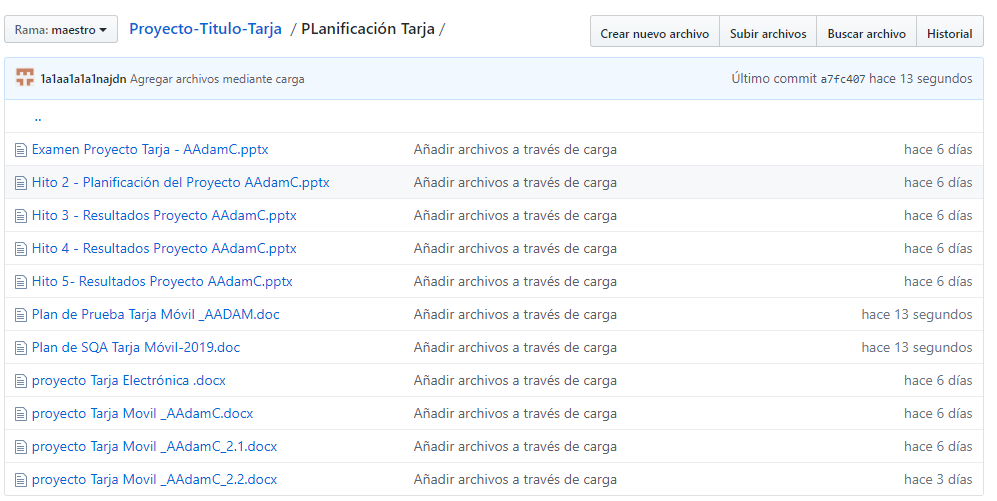 Rama: maestro Proyecto-Titulo-Tarja / PLanificación Tarja / Crear nuevo archivo Subir archivos Buscar archivo Historial
1a1aa1a1a1najdn Agregar archivos mediante carga Último commit a7fc407 hace 13 segundos
..
Examen Proyecto Tarja - AAdamC.pptx Añadir archivos a través de carga hace 6 días
Hito 2 - Planificación del Proyecto AAdamC.pptx Añadir archivos a través de carga hace 6 días
Hito 3 - Resultados Proyecto AAdamC.pptx Añadir archivos a través de carga hace 6 días
Hito 4 - Resultados Proyecto AAdamC.pptx Añadir archivos a través de carga hace 6 días
Hito 5- Resultados Proyecto AAdamC.pptx Añadir archivos a través de carga hace 6 días
Plan de Prueba Tarja Móvil _AADAM.doc Añadir archivos a través de carga hace 13 segundos
Plan de SQA Tarja Móvil-2019.doc Añadir archivos a través de carga hace 13 segundos
proyecto Tarja Electrónica .docx Añadir archivos a través de carga hace 6 días
proyecto Tarja Movil _AAdamC.docx Añadir archivos a través de carga hace 6 días
proyecto Tarja Movil _AAdamC_2.1.docx Añadir archivos a través de carga hace 6 días
proyecto Tarja Movil _AAdamC_2.2.docx Añadir archivos a través de carga hace 3 días